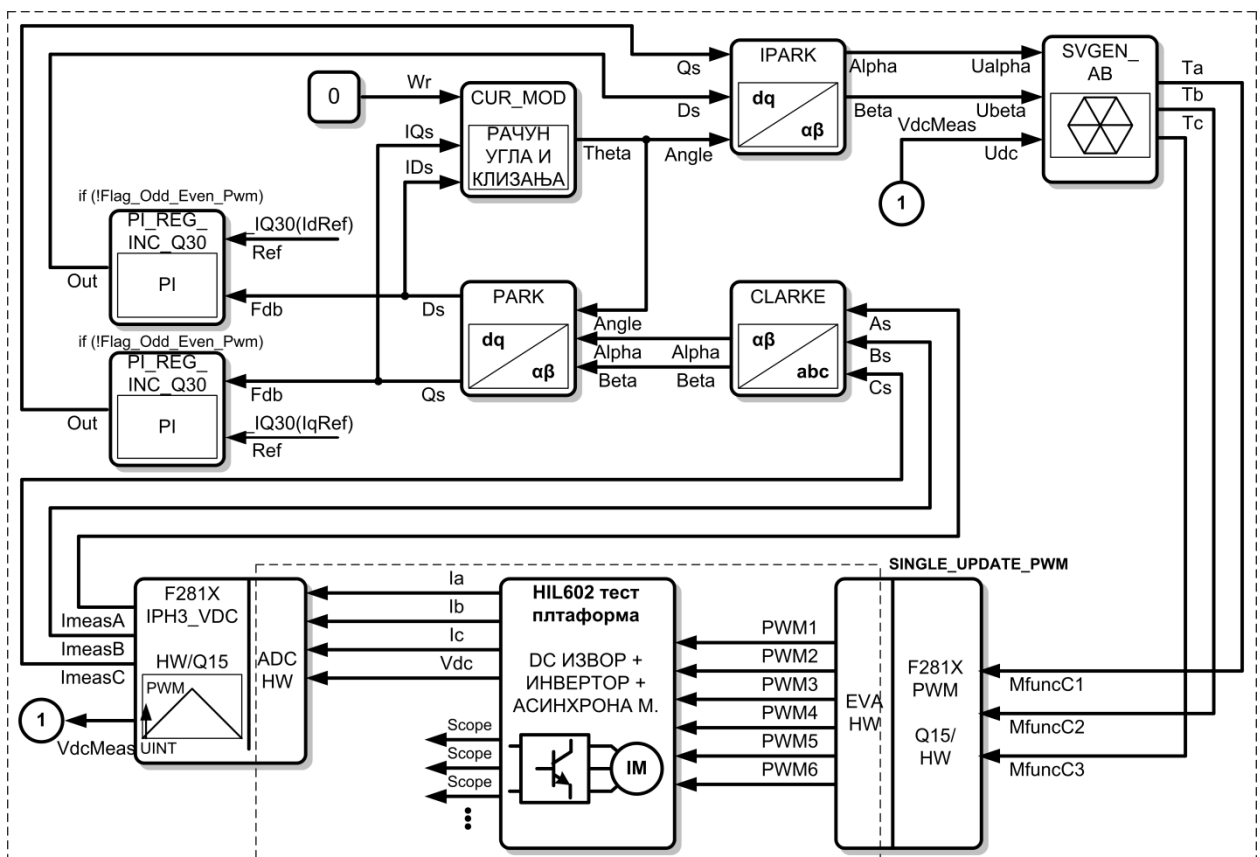 IPARK
dq
αβ
Qs
Ds
Angle
Alpha
Beta
Ualpha
Ubeta
SVGEN_
AB
Ta
Tb
Tc
VdcMeas
Udc
1
0
Wr
CUR_MOD
РАЧУН
УГЛА И
КЛИЗАЊА
IQs
IDs
Theta
if (!Flag_Odd_Even_Pwm)
PI_REG_
INC_Q30
PI
_IQ30(IdRef)
Ref
Out
Fdb
Ds
PARK
dq
αβ
Angle
Alpha
Beta
Alpha
Beta
CLARKE
αβ
abc
As
Bs
Cs
if (!Flag_Odd_Even_Pwm)
PI_REG_
INC_Q30
PI
Fdb
Qs
Out
_IQ30(IqRef)
Ref
SINGLE_UPDATE_PWM
F281X
IPH3_VDC
HW/Q15
PWM
UINT
ADC
HW
ImeasA
ImeasB
ImeasC
1
VdcMeas
Ia
Ib
Ic
Vdc
HIL602 тест
плтаформа
DC ИЗВОР +
ИНВЕРТОР +
АСИНХРОНА М.
IM
Scope
Scope
Scope
PWM1
PWM2
PWM3
PWM4
PWM5
PWM6
EVA
HW
F281X
PWM
Q15/
HW
MfuncC1
MfuncC2
MfuncC3